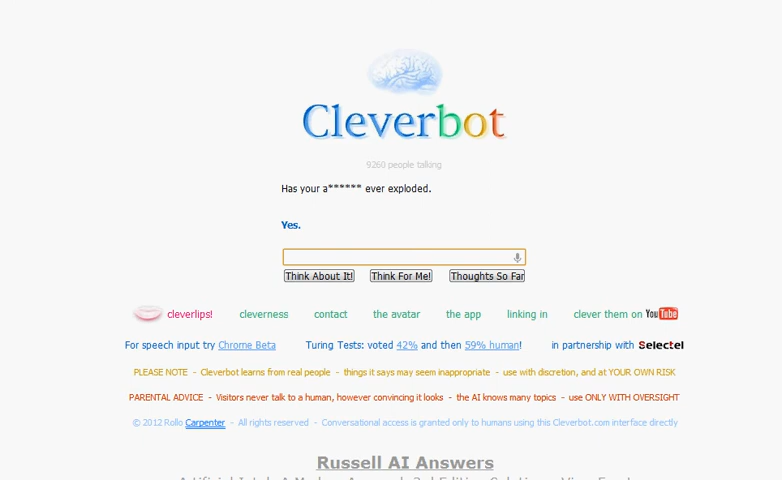 Cleverbot
9260 people talking
Has your a****** ever exploded.
Yes.
Think About It! Think For Me! Thoughts So Far
cleverlips! cleverness contact the avatar the app linking in clever them on YouTube
For speech input try Chrome Beta Turing Tests: voted 42% and then 59% human! in partnership with Selectel
PLEASE NOTE - Cleverbot learns from real people - things it says may seem inappropriate - use with discretion, and at YOUR OWN RISK
PARENTAL ADVICE - Visitors never talk to a human, however convincing it looks - the AI knows many topics - use ONLY WITH OVERSIGHT
© 2012 Rollo Carpenter - All rights reserved - Conversational access is granted only to humans using this Cleverbot.com interface directly
Russell AI Answers